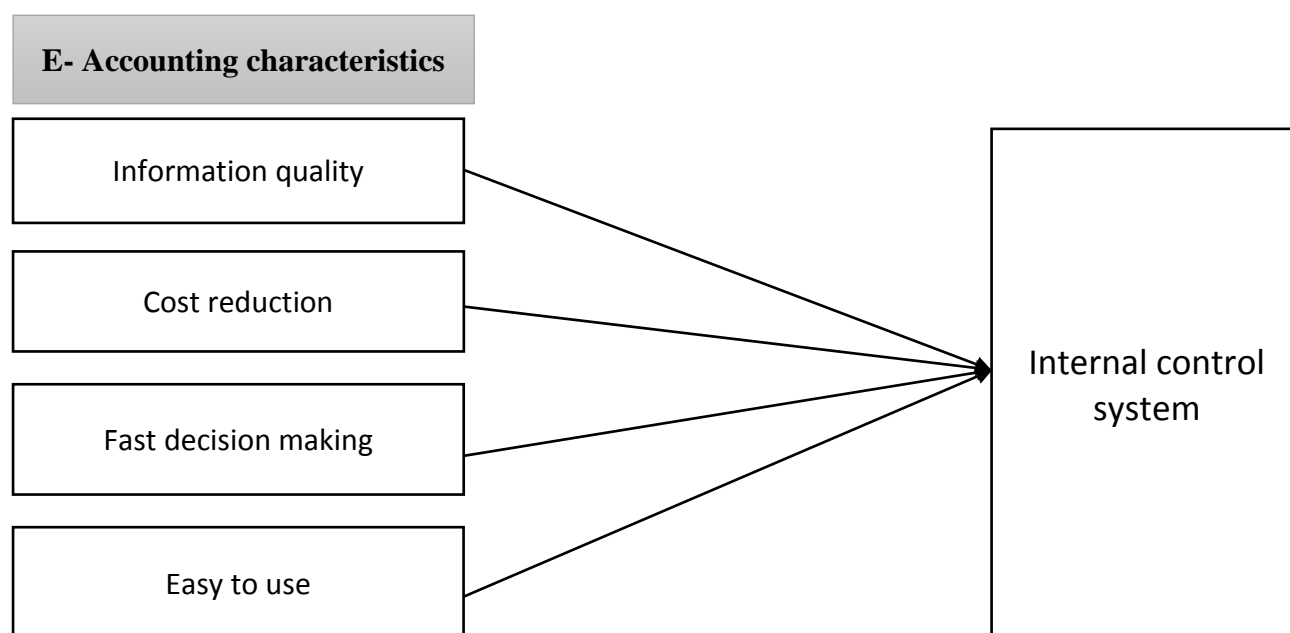 E- Accounting characteristics
Information quality
Cost reduction
Fast decision making
Easy to use
Internal control
system